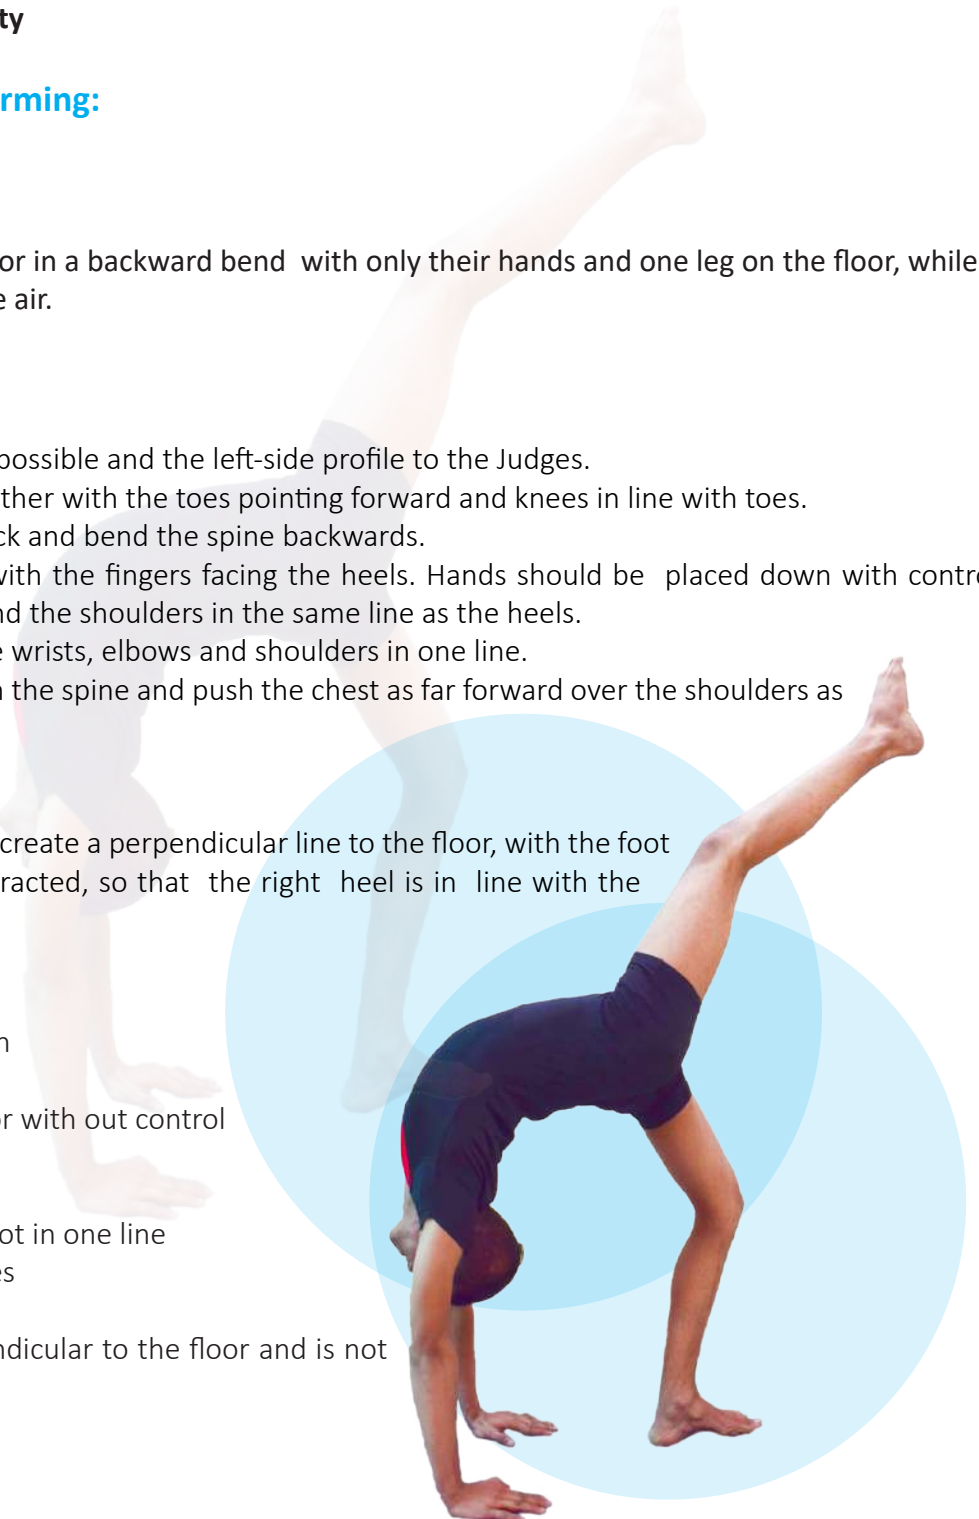 ty
rming:
or in a backward bend with only their hands and one leg on the floor, while
e air.
possible and the left-side profile to the Judges.
ther with the toes pointing forward and knees in line with toes.
ck and bend the spine backwards.
with the fingers facing the heels. Hands should be placed down with contro
nd the shoulders in the same line as the heels.
e wrists, elbows and shoulders in one line.
n the spine and push the chest as far forward over the shoulders as
create a perpendicular line to the floor, with the foot
racted, so that the right heel is in line with the
n
or with out control
ot in one line
es
ndicular to the floor and is not